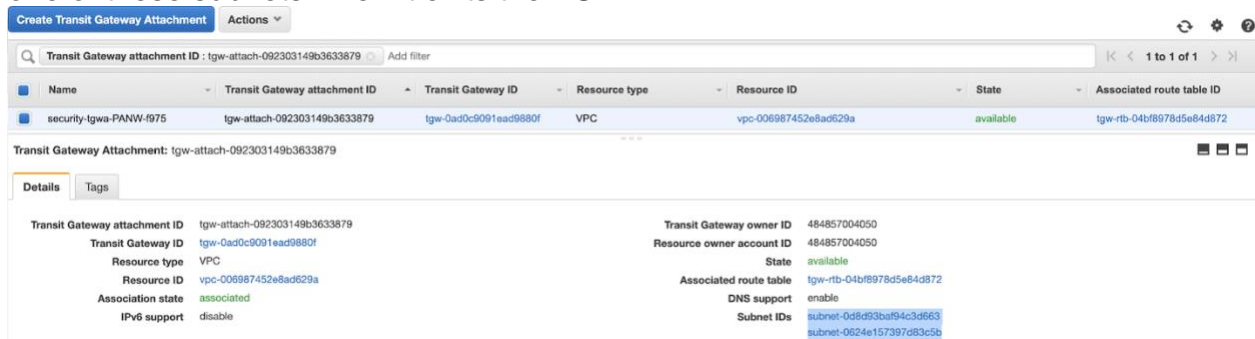 Create Transit Gateway Attachment Actions
Transit Gateway attachment ID : tgw-attach-092303149b3633879 Add filter 1 to 1 of 1
Name Transit Gateway attachment ID Transit Gateway ID Resource type Resource ID State Associated route table ID
security-tgwa-PANW-f975 tgw-attach-092303149b3633879 tgw-0ad0c9091ead9880f VPC vpc-006987452e8ad629a available tgw-rtb-04bf8978d5e84d872
Transit Gateway Attachment: tgw-attach-092303149b3633879
Details Tags
Transit Gateway attachment ID tgw-attach-092303149b3633879 Transit Gateway owner ID 484857004050
Transit Gateway ID tgw-0ad0c9091ead9880f Resource owner account ID 484857004050
Resource type VPC State available
Resource ID vpc-006987452e8ad629a Associated route table tgw-rtb-04bf8978d5e84d872
Association state associated DNS support enable
IPv6 support disable Subnet IDs subnet-0d8d93baf94c3d663
subnet-0624e157397d83c5b